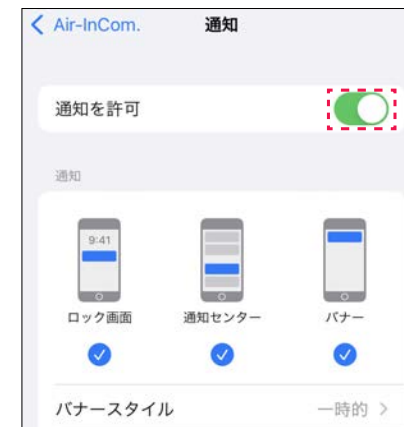 Air-InCom.
通知
通知を許可
通知
9:41
ロック画面
通知センター
バナー
バナースタイル
一時的